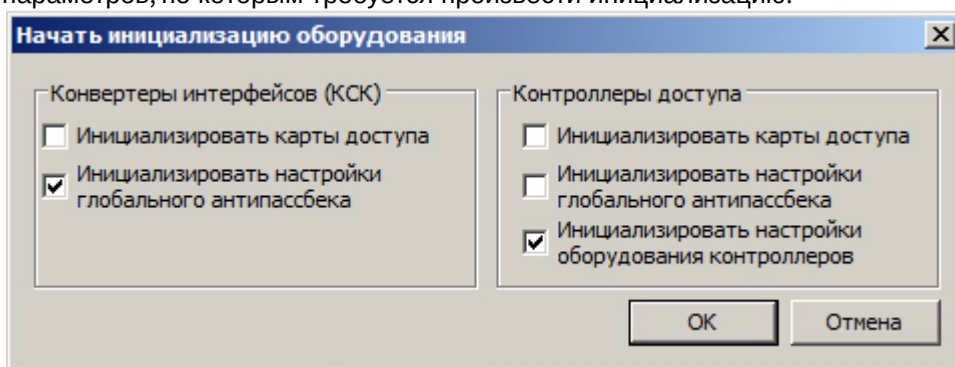 параметров, по которым требуется произвести инициализацию.
Начать инициализацию оборудования
Конвертеры интерфейсов (КСК)
Инициализировать карты доступа
Инициализировать настройки
глобального антипассбека
Контроллеры доступа
Инициализировать карты доступа
Инициализировать настройки
глобального антипассбека
Инициализировать настройки
оборудования контроллеров
ОК
Отмена